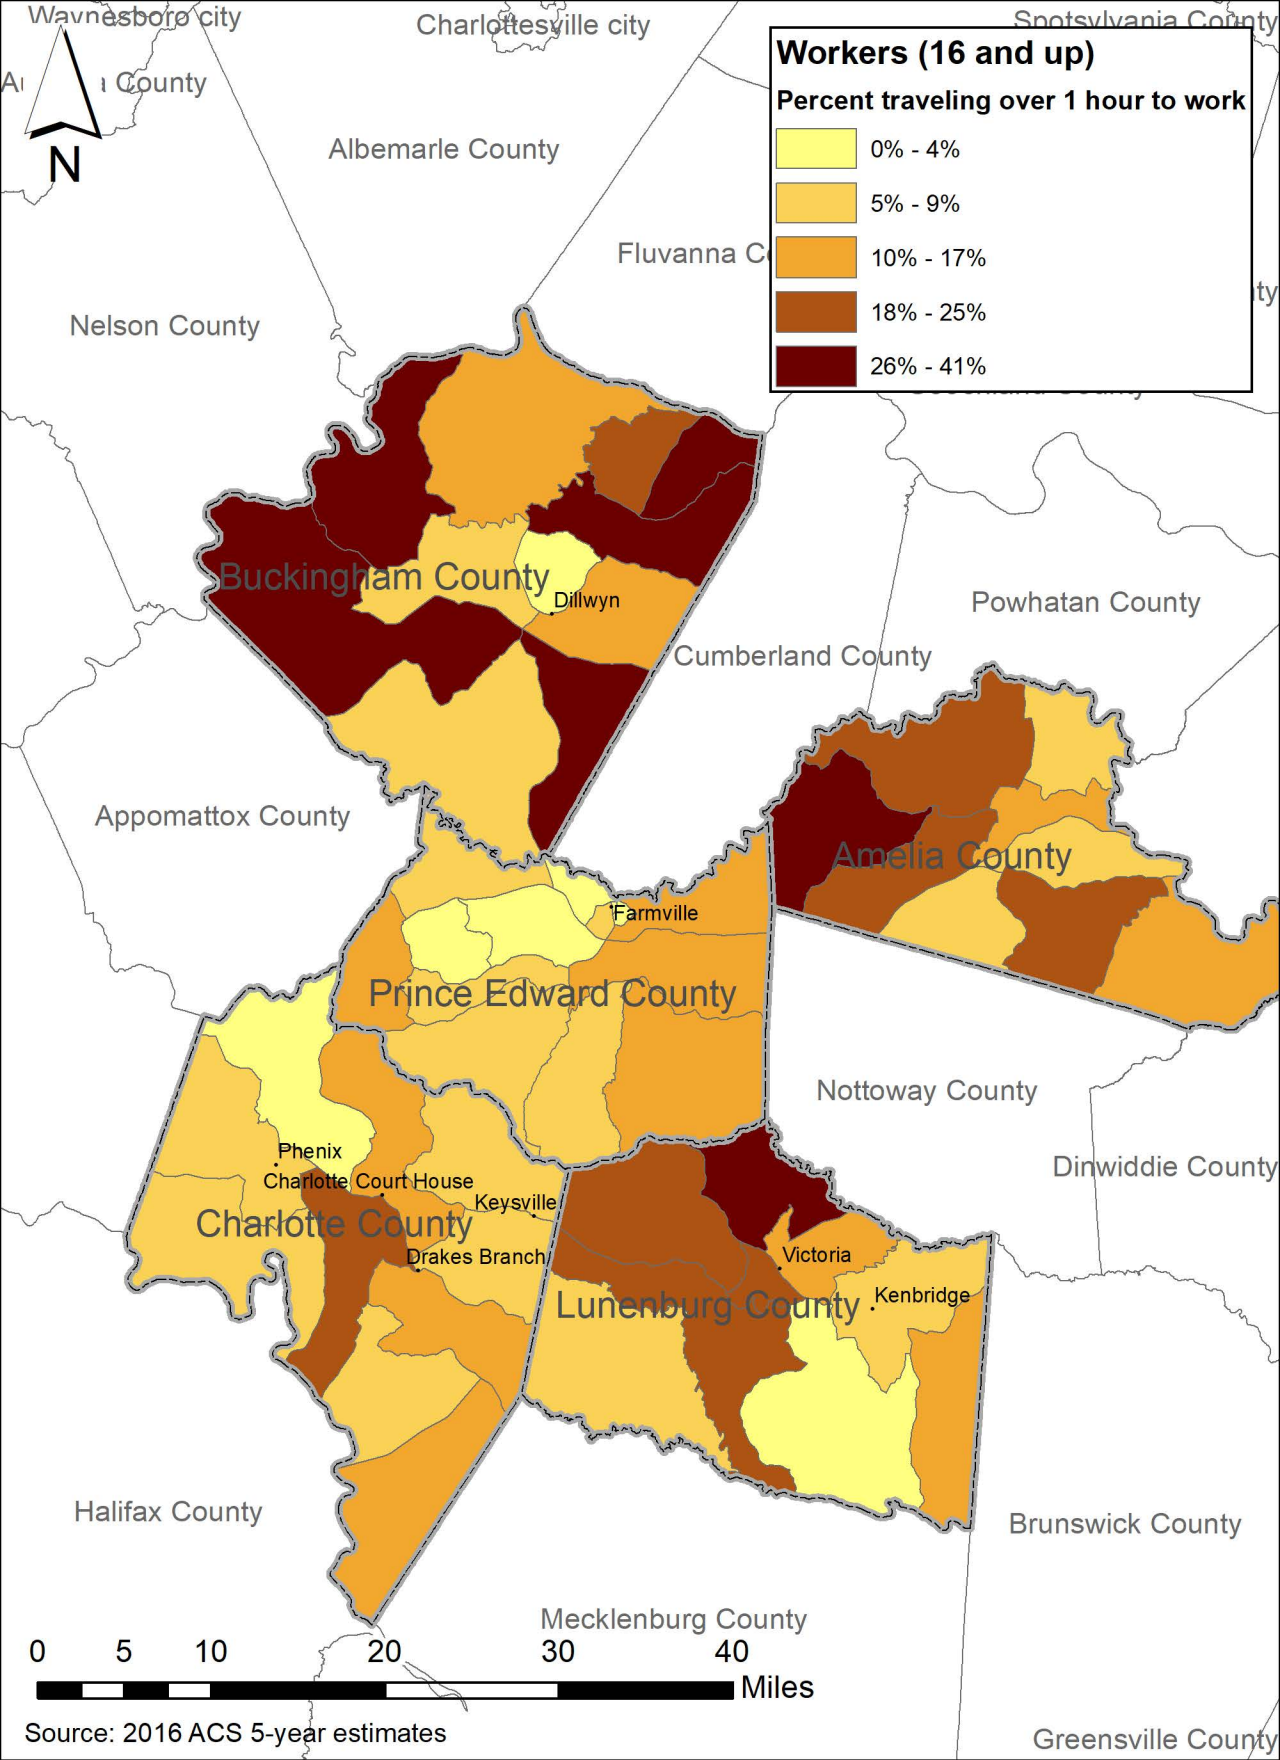 Waynesboro city
Charlottesville city
Spotsylvania County
County
Albemarle County
N
Workers (16 and up)
Percent traveling over 1 hour to work
0% - 4%
5% - 9%
10% - 17%
18% - 25%
26% - 41%
Fluvanna
Nelson County
Buckingham County
Dillwyn
Powhatan County
Cumberland County
Appomattox County
Amelia County
Farmville
Prince Edward County
Nottoway County
Phenix
Dinwiddie County
Charlotte Court House
Keysville
Charlotte County
Drakes Branch
Victoria
Kenbridge
Lunenburg County
Halifax County
Brunswick County
Mecklenburg County
0 5 10 20 30 40
Miles
Source: 2016 ACS 5-year estimates
Greensville County